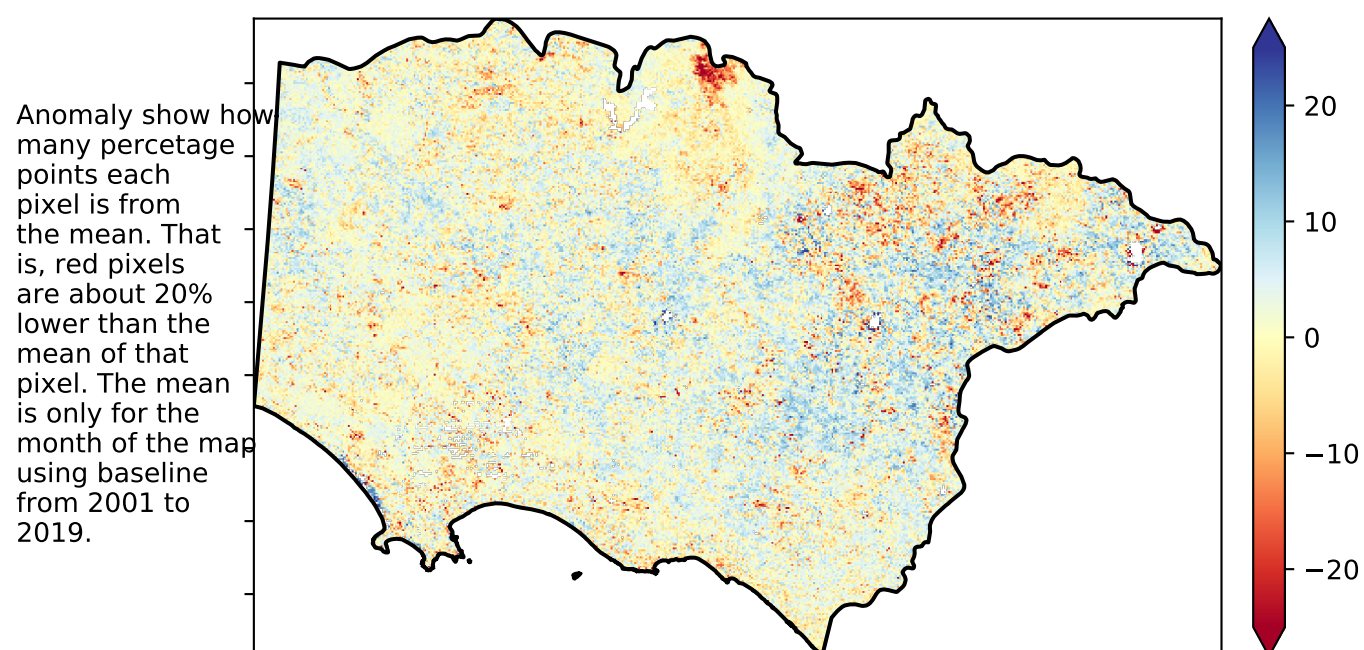 Anomaly show how
many percetage
points each
pixel is from
the mean. That
is, red pixels
are about 20%
lower than the
mean of that
pixel. The mean
is only for the
month of the map
using baseline
from 2001 to
2019.
20
10
0
−10
−20